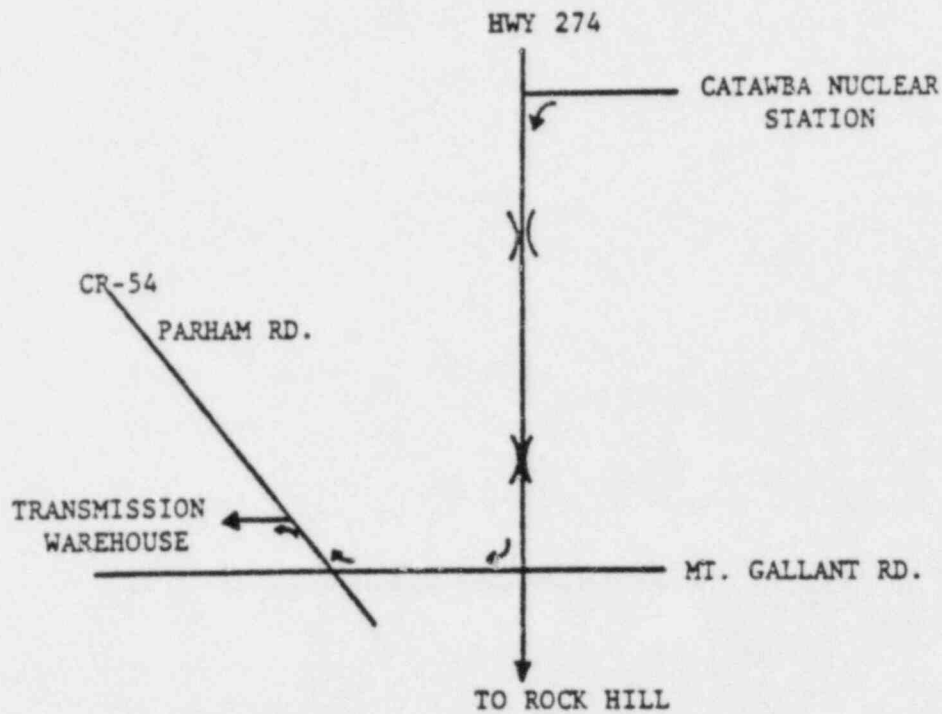 HWY 274
CATAWBA NUCLEAR
STATION
CR-54
PARHAM RD.
TRANSMISSION
WAREHOUSE
MT. GALLANT RD.
TO ROCK HILL